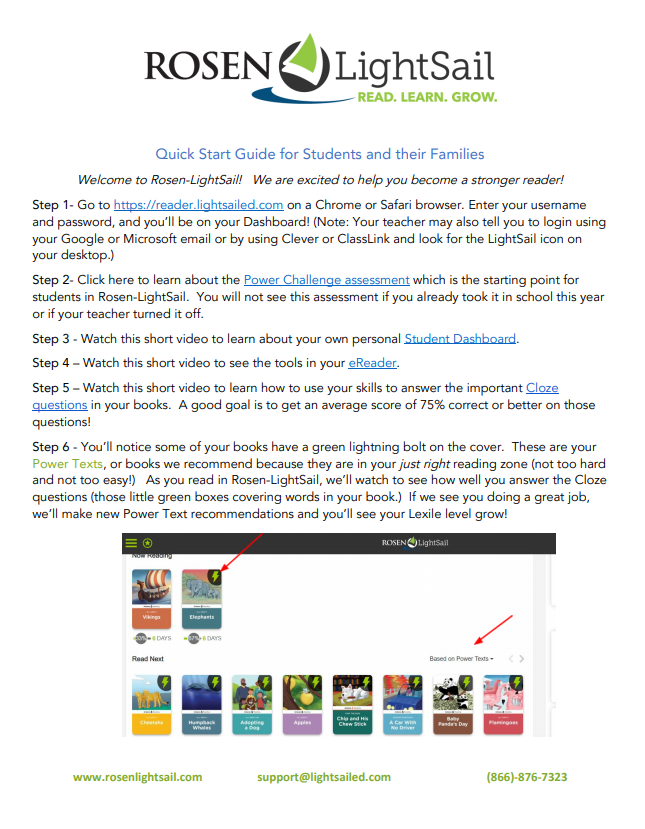 ROSEN LightSail
READ. LEARN. GROW.
Quick Start Guide for Students and their Families
Welcome to Rosen-LightSail! We are excited to help you become a stronger reader!
Step 1- Go to https://reader.lightsailed.com on a Chrome or Safari browser. Enter your username
and password, and you'll be on your Dashboard! (Note: Your teacher may also tell you to login using
your Google or Microsoft email or by using Clever or ClassLink and look for the LightSail icon on
your desktop.)
Step 2- Click here to learn about the Power Challenge assessment which is the starting point for
students in Rosen-LightSail. You will not see this assessment if you already took it in school this year
or if your teacher turned it off.
Step 3 - Watch this short video to learn about your own personal Student Dashboard.
Step 4 – Watch this short video to see the tools in your eReader.
Step 5 – Watch this short video to learn how to use your skills to answer the important Cloze
questions in your books. A good goal is to get an average score of 75% correct or better on those
questions!
Step 6 - You'll notice some of your books have a green lightning bolt on the cover. These are your
Power Texts, or books we recommend because they are in your just right reading zone (not too hard
and not too easy!) As you read in Rosen-LightSail, we'll watch to see how well you answer the Cloze
questions (those little green boxes covering words in your book.) If we see you doing a great job,
we'll make new Power Text recommendations and you'll see your Lexile level grow!
ROSEN LightSail
Now Reading
Vikings
Elephants
6 DAYS
6 DAYS
Read Next
Based on Power Texts
Cheetahs
Humpback Whales
Adopting a Dog
Apples
Chip and His Chew Stick
A Car With No Driver
Baby Panda's Day
Flamingoes
www.rosenlightsail.com support@lightsailed.com (866)-876-7323